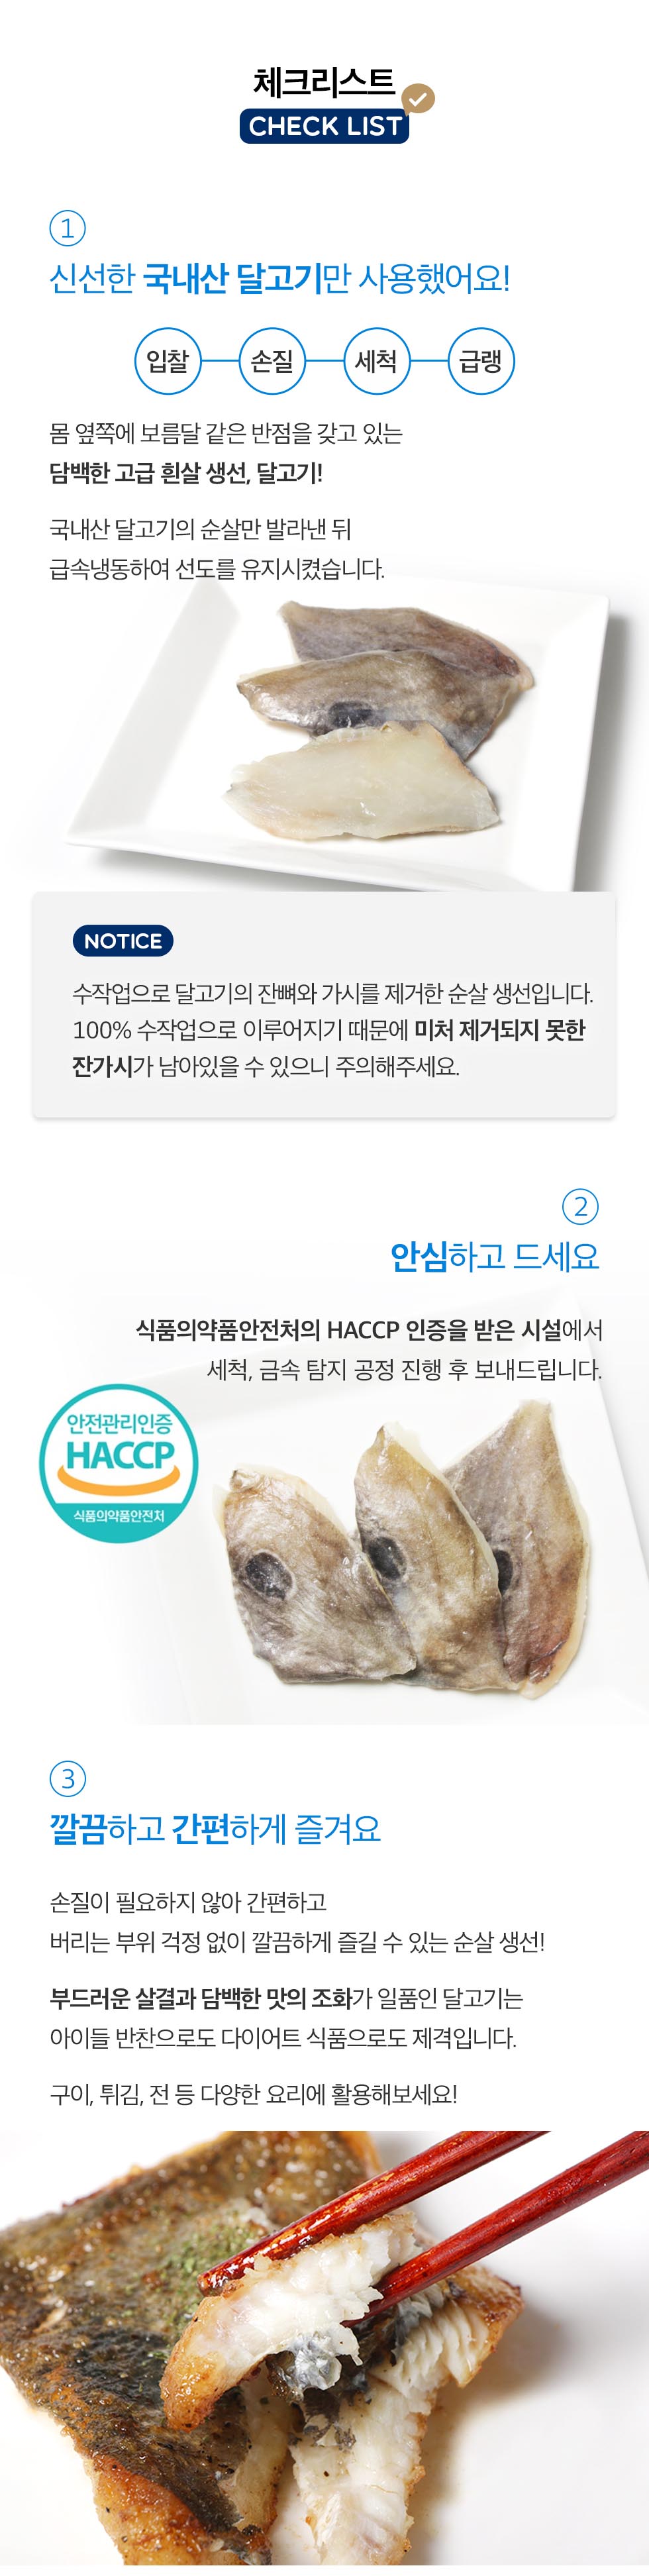 체크리스트
CHECK LIST
1
신선한 국내산 달고기만 사용했어요!
입찰 손질 세척 급랭
몸 옆쪽에 보름달 같은 반점을 갖고 있는
담백한 고급 흰살 생선, 달고기!
국내산 달고기의 순살만 발라낸 뒤
급속냉동하여 선도를 유지시켰습니다.
NOTICE
수작업으로 달고기의 잔뼈와 가시를 제거한 순살 생선입니다.
100% 수작업으로 이루어지기 때문에 미처 제거되지 못한
잔가시가 남아있을 수 있으니 주의해주세요.
2
안심하고 드세요
식품의약품안전처의 HACCP 인증을 받은 시설에서
세척, 금속 탐지 공정 진행 후 보내드립니다.
안전관리인증
HACCP
식품의약품안전처
3
깔끔하고 간편하게 즐겨요
손질이 필요하지 않아 간편하고
버리는 부위 걱정 없이 깔끔하게 즐길 수 있는 순살 생선!
부드러운 살결과 담백한 맛의 조화가 일품인 달고기는
아이들 반찬으로도 다이어트 식품으로도 제격입니다.
구이, 튀김, 전 등 다양한 요리에 활용해보세요!